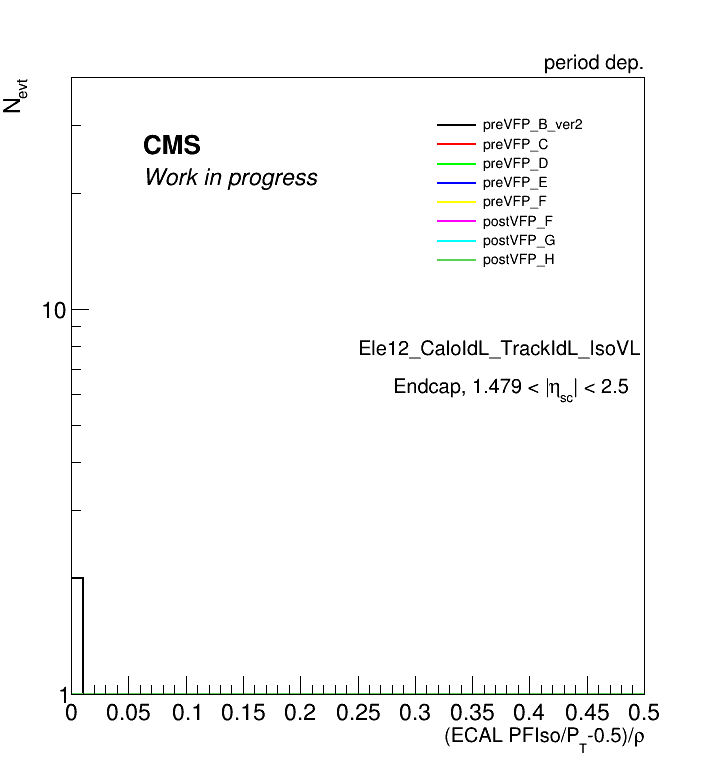 period dep.
N_evt
CMS
Work in progress
preVFP_B_ver2
preVFP_C
preVFP_D
preVFP_E
preVFP_F
postVFP_F
postVFP_G
postVFP_H
10
Ele12_CaloIdL_TrackIdL_IsoVL
Endcap, 1.479 < |η_sc| < 2.5
1
0 0.05 0.1 0.15 0.2 0.25 0.3 0.35 0.4 0.45 0.5
(ECAL PFIso/P_T-0.5)/ρ